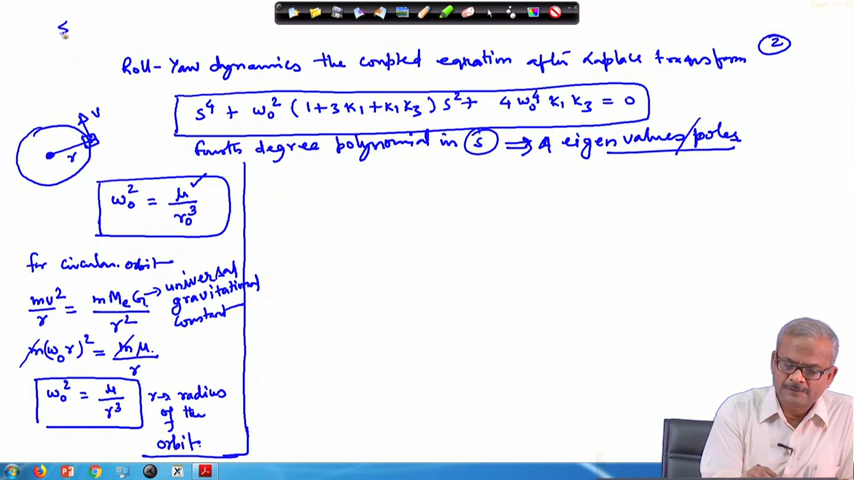 S
Roll-Yaw dynamics the coupled equation after Laplace transform
2
S⁴ + ω₀² (1+3K₁+K₁K₃) S² + 4ω₀⁴ K₁K₃ = 0
fourth degree polynomial in S ⇒ 4 eigen values/poles
v
r
ω₀² = μ/r₀³ ✓
for circular orbit
mv²/r = m Me G/r² → universal gravitational constant
m(ω₀r)² = mμ/r
ω₀² = μ/r³
r → radius
of the
orbit.